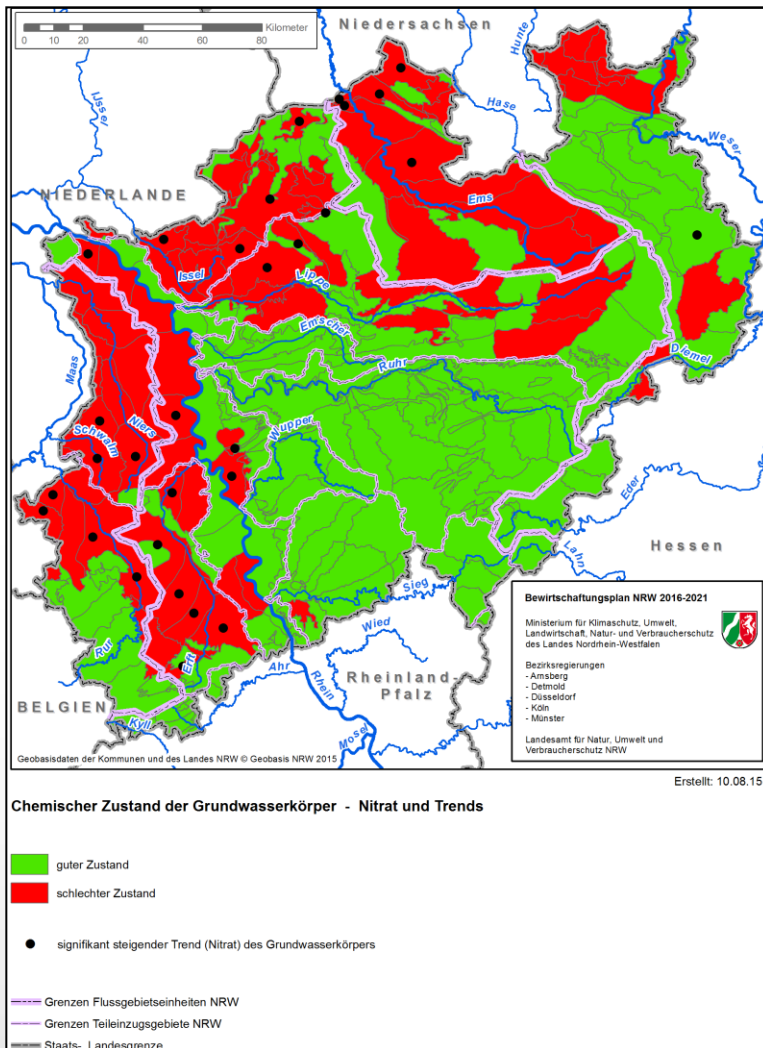 Kilometer
0 20 40 60 80
Niedersachsen
Hunte
IJssel
Hase
Weser
NIEDERLANDE
Ems
Issel
Lippe
Emscher
Ruhr
Diemel
Maas
Niers
Schwalm
Wupper
Eder
Hessen
Lahn
Sieg
Wied
Rur
Erft
Ahr
Rhein
Rheinland-
Pfalz
BELGIEN
Kyll
Mosel
Bewirtschaftungsplan NRW 2016-2021
Ministerium für Klimaschutz, Umwelt,
Landwirtschaft, Natur- und Verbraucherschutz
des Landes Nordrhein-Westfalen
Bezirksregierungen
- Arnsberg
- Detmold
- Düsseldorf
- Köln
- Münster
Landesamt für Natur, Umwelt und
Verbraucherschutz NRW
Geobasisdaten der Kommunen und des Landes NRW © Geobasis NRW 2015
Erstellt: 10.08.15
Chemischer Zustand der Grundwasserkörper - Nitrat und Trends
guter Zustand
schlechter Zustand
signifikant steigender Trend (Nitrat) des Grundwasserkörpers
Grenzen Flussgebietseinheiten NRW
Grenzen Teileinzugsgebiete NRW
Staats-, Landesgrenze